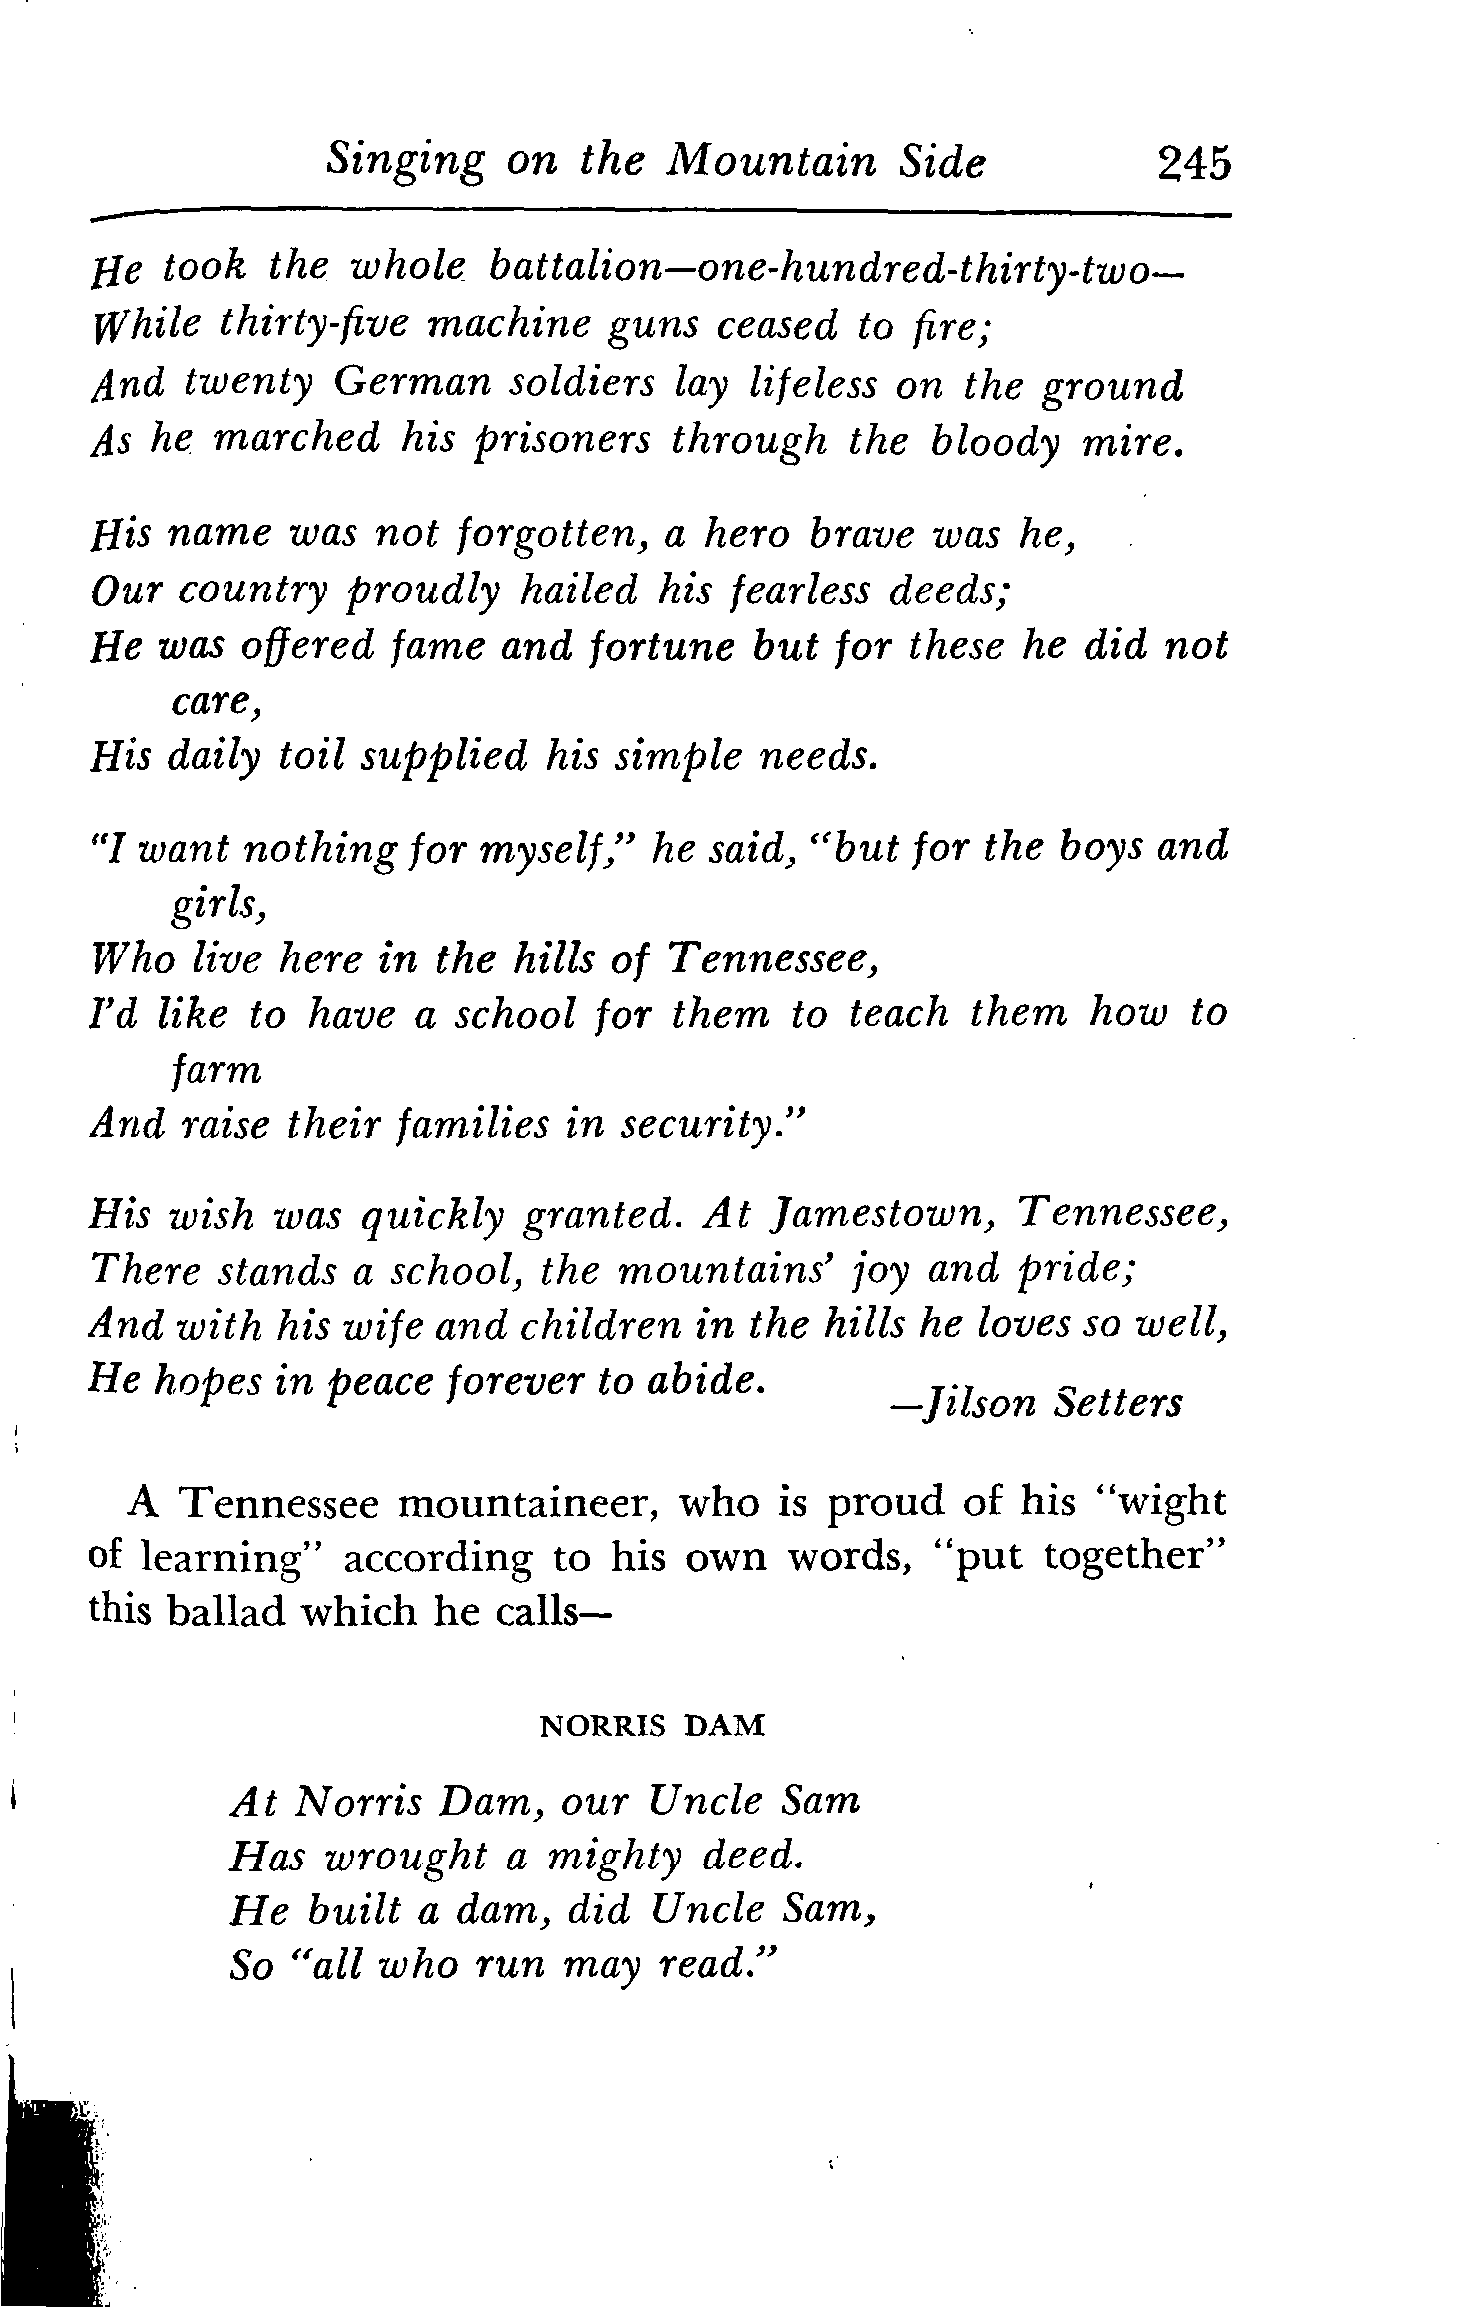 Singing on the Mountain Side 245
He took the whole battalion—one-hundred-thirty-two—
While thirty-five machine guns ceased to fire;
And twenty German soldiers lay lifeless on the ground
As he marched his prisoners through the bloody mire.
His name was not forgotten, a hero brave was he,
Our country proudly hailed his fearless deeds;
He was offered fame and fortune but for these he did not
care,
His daily toil supplied his simple needs.
“I want nothing for myself,” he said, “but for the boys and
girls,
Who live here in the hills of Tennessee,
I’d like to have a school for them to teach them how to
farm
And raise their families in security.”
His wish was quickly granted. At Jamestown, Tennessee,
There stands a school, the mountains’ joy and pride;
And with his wife and children in the hills he loves so well,
He hopes in peace forever to abide.
—Jilson Setters
A Tennessee mountaineer, who is proud of his “wight
of learning” according to his own words, “put together”
this ballad which he calls—
NORRIS DAM
At Norris Dam, our Uncle Sam
Has wrought a mighty deed.
He built a dam, did Uncle Sam,
So “all who run may read.”